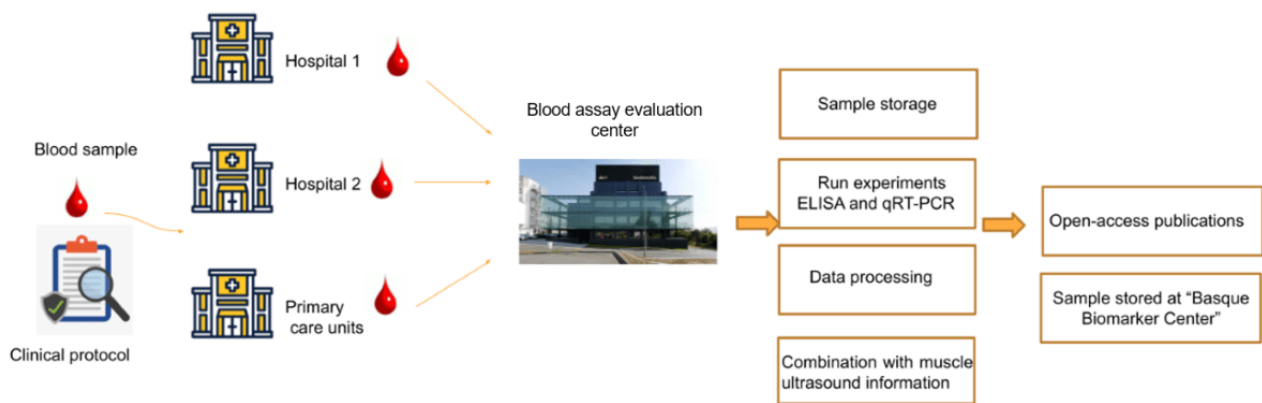 Blood sample
Clinical protocol
Hospital 1
Hospital 2
Primary
care units
Blood assay evaluation
center
Sample storage
Run experiments
ELISA and qRT-PCR
Data processing
Combination with muscle
ultrasound information
Open-access publications
Sample stored at “Basque
Biomarker Center”